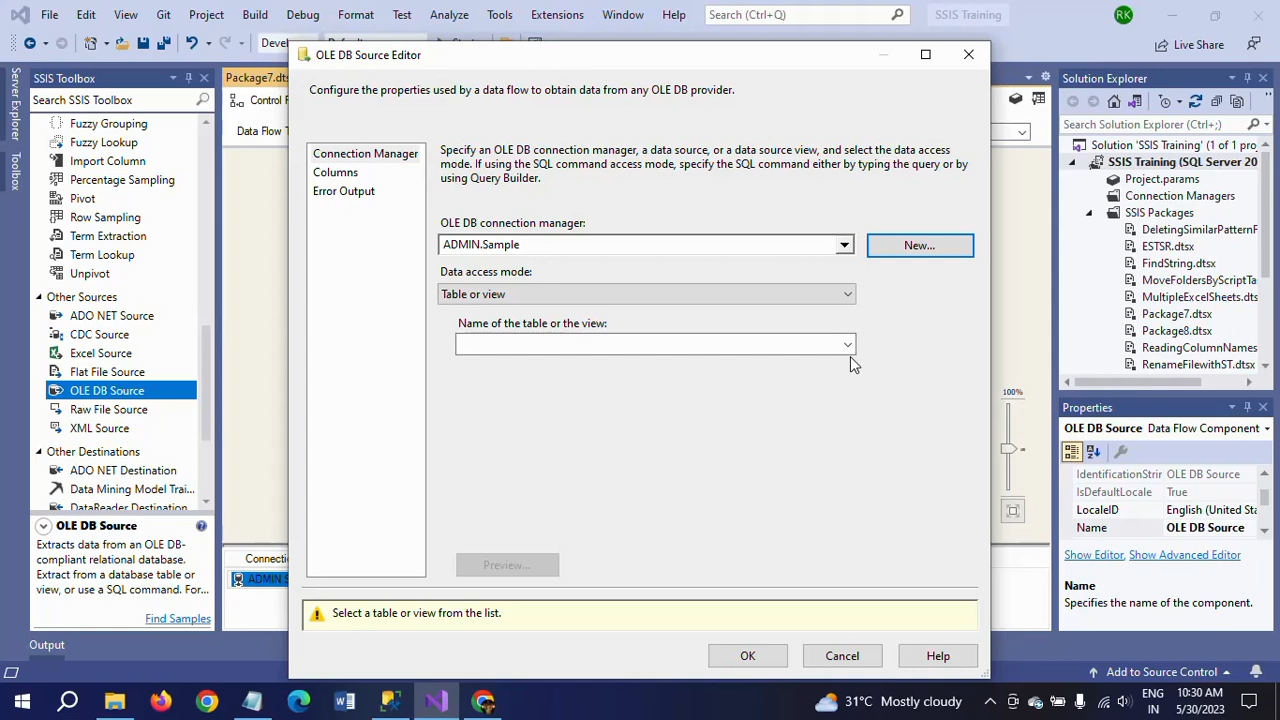 File Edit View Git Project Build Debug Format Test Analyze Tools Extensions Window Help Search (Ctrl+Q) SSIS Training RK
Live Share
OLE DB Source Editor
Configure the properties used by a data flow to obtain data from any OLE DB provider.
Connection Manager
Columns
Error Output
Specify an OLE DB connection manager, a data source, or a data source view, and select the data access
mode. If using the SQL command access mode, specify the SQL command either by typing the query or by
using Query Builder.
OLE DB connection manager:
ADMIN.Sample
New...
Data access mode:
Table or view
Name of the table or the view:
Preview...
Select a table or view from the list.
OK Cancel Help
Server Explorer
Toolbox
SSIS Toolbox
Search SSIS Toolbox
Fuzzy Grouping
Fuzzy Lookup
Import Column
Percentage Sampling
Pivot
Row Sampling
Term Extraction
Term Lookup
Unpivot
Other Sources
ADO NET Source
CDC Source
Excel Source
Flat File Source
OLE DB Source
Raw File Source
XML Source
Other Destinations
ADO NET Destination
Data Mining Model Trai...
DataReader Destination
OLE DB Source
Extracts data from an OLE DB-
compliant relational database.
Extract from a database table or
view, or use a SQL command. For...
Find Samples
Package7.dts
Control
Data Flow
ADMIN
100%
Solution Explorer
Search Solution Explorer (Ctrl+;)
Solution 'SSIS Training' (1 of 1 proj
SSIS Training (SQL Server 20
Project.params
Connection Managers
SSIS Packages
DeletingSimilarPatternF
ESTSR.dtsx
FindString.dtsx
MoveFoldersByScriptTa
MultipleExcelSheets.dts
Package7.dtsx
Package8.dtsx
ReadingColumnNames
RenameFilewithST.dtsx
Properties
OLE DB Source Data Flow Component
IdentificationStrir OLE DB Source
IsDefaultLocale True
LocaleID English (United Sta
Name OLE DB Source
Show Editor, Show Advanced Editor
Name
Specifies the name of the component.
Output
Add to Source Control
31°C Mostly cloudy
ENG
IN
10:30 AM
5/30/2023